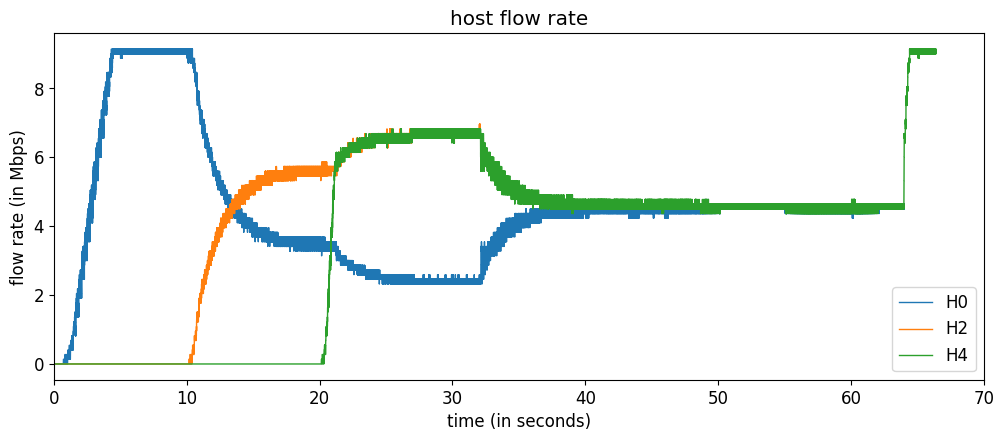 host flow rate
flow rate (in Mbps)
8
6
4
2
0
H0
H2
H4
0 10 20 30 40 50 60 70
time (in seconds)